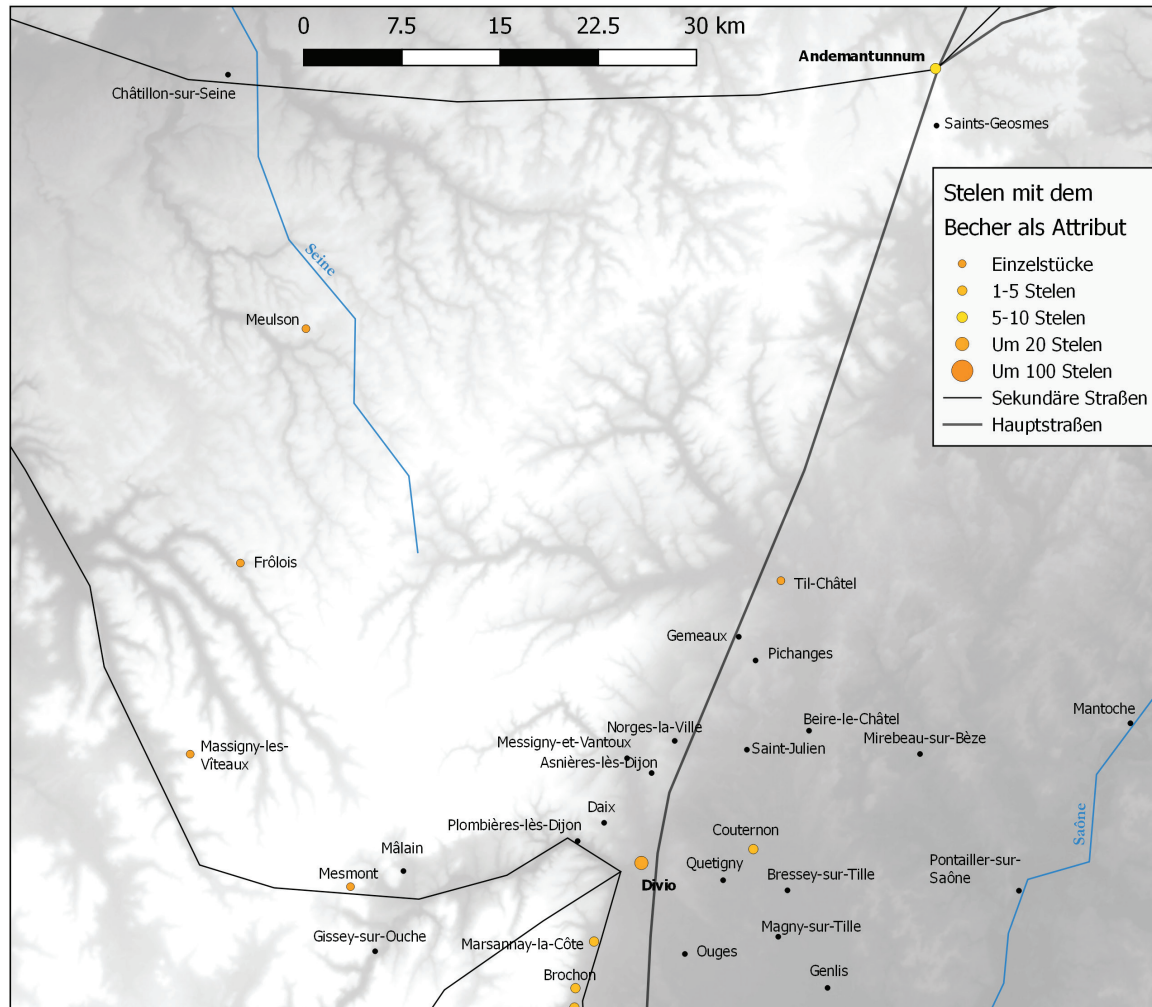 0 7.5 15 22.5 30 km
Andemantunnum
Châtillon-sur-Seine
Saints-Geosmes
Stelen mit dem
Becher als Attribut
Einzelstücke
1-5 Stelen
5-10 Stelen
Um 20 Stelen
Um 100 Stelen
Sekundäre Straßen
Hauptstraßen
Seine
Meulson
Frôlois
Til-Châtel
Gemeaux
Pichanges
Mantoche
Beire-le-Châtel
Norges-la-Ville
Messigny-et-Vantoux
Saint-Julien
Mirebeau-sur-Bèze
Massigny-les-
Vîteaux
Asnières-lès-Dijon
Daix
Saône
Plombières-lès-Dijon
Couternon
Mâlain
Quetigny
Pontailler-sur-
Saône
Mesmont
Divio
Bressey-sur-Tille
Gissey-sur-Ouche
Marsannay-la-Côte
Magny-sur-Tille
Ouges
Brochon
Genlis